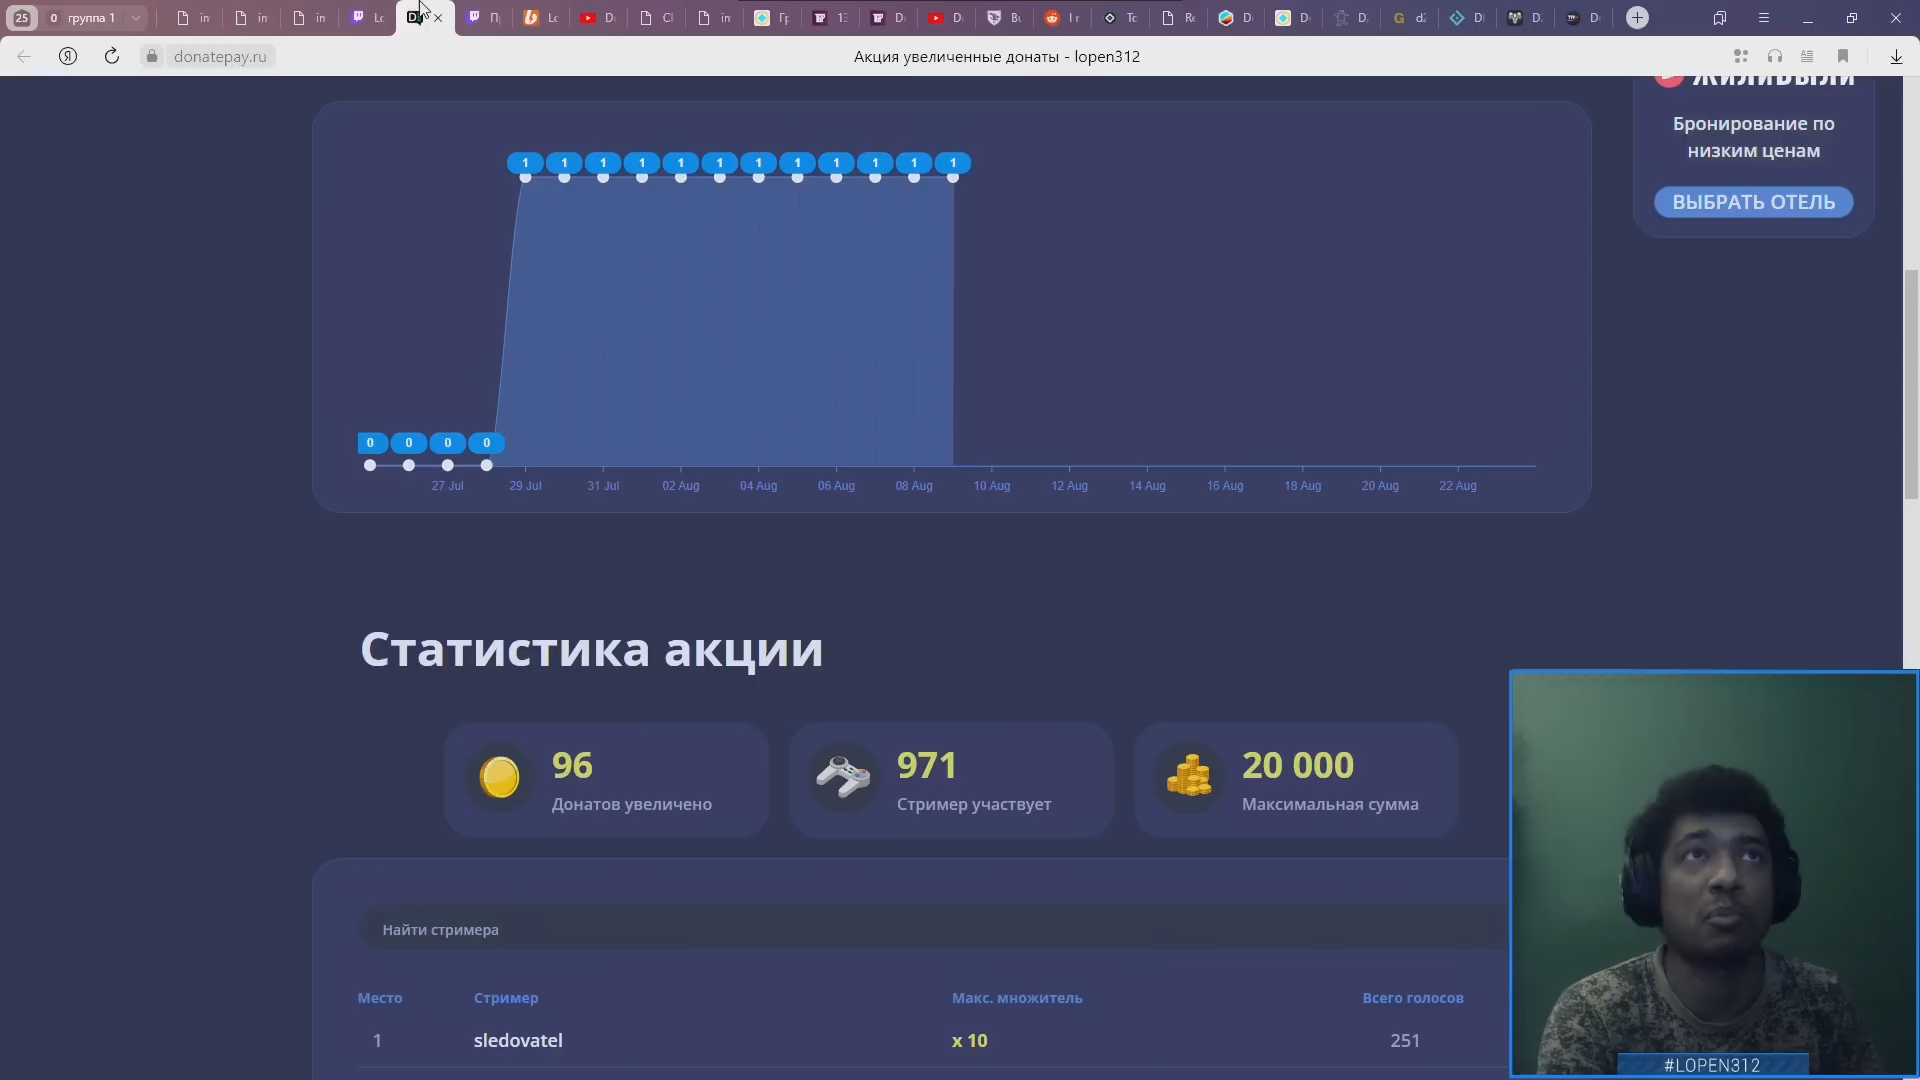 25 0 группа 1
donatepay.ru
Акция увеличенные донаты - lopen312
ЖИЛИБЫЛИ
Бронирование по
низким ценам
ВЫБРАТЬ ОТЕЛЬ
1 1 1 1 1 1 1 1 1 1 1 1
0 0 0 0
27 Jul 29 Jul 31 Jul 02 Aug 04 Aug 06 Aug 08 Aug 10 Aug 12 Aug 14 Aug 16 Aug 18 Aug 20 Aug 22 Aug
Статистика акции
96
Донатов увеличено
971
Стример участвует
20 000
Максимальная сумма
Найти стримера
Место Стример Макс. множитель Всего голосов
1 sledovatel x 10 251
#LOPEN312